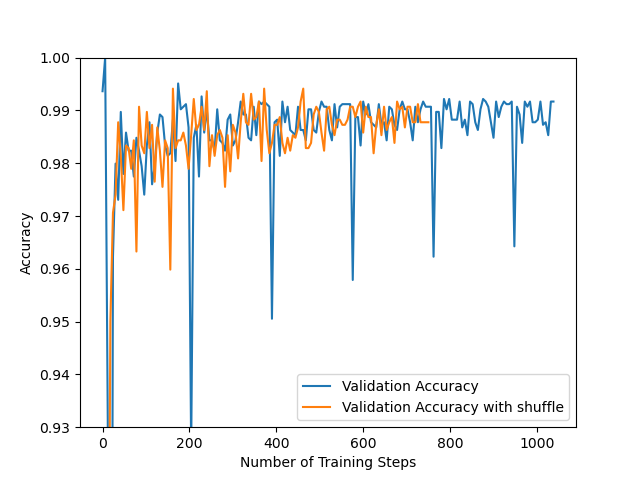 1.00
0.99
0.98
0.97
0.96
0.95
0.94
0.93
Accuracy
Validation Accuracy
Validation Accuracy with shuffle
0 200 400 600 800 1000
Number of Training Steps